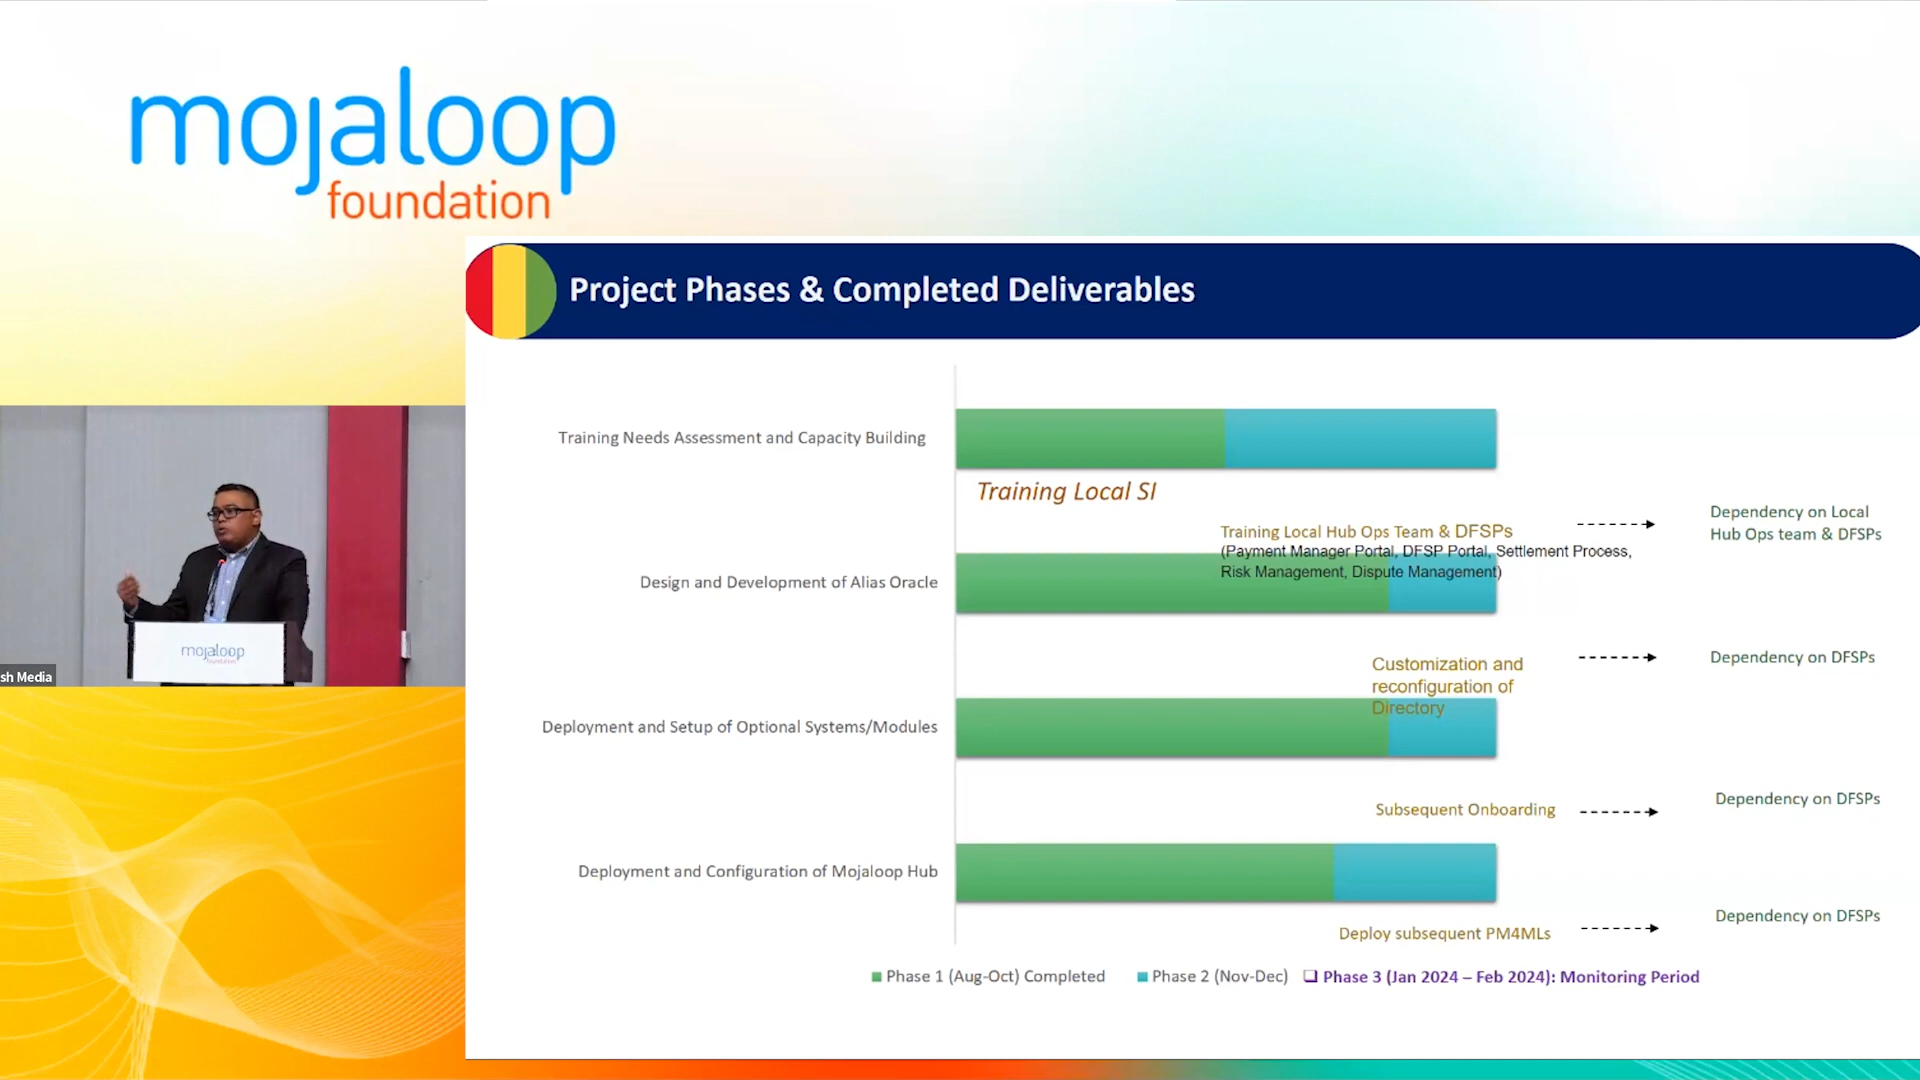 mojaloop
foundation
Project Phases & Completed Deliverables
Training Needs Assessment and Capacity Building
Training Local SI
Training Local Hub Ops Team & DFSPs
(Payment Manager Portal, DFSP Portal, Settlement Process,
Risk Management, Dispute Management)
Dependency on Local
Hub Ops team & DFSPs
Design and Development of Alias Oracle
Customization and
reconfiguration of
Directory
Dependency on DFSPs
Deployment and Setup of Optional Systems/Modules
Subsequent Onboarding
Dependency on DFSPs
Deployment and Configuration of Mojaloop Hub
Deploy subsequent PM4MLs
Dependency on DFSPs
Phase 1 (Aug-Oct) Completed
Phase 2 (Nov-Dec)
Phase 3 (Jan 2024 – Feb 2024): Monitoring Period
mojaloop
foundation
sh Media